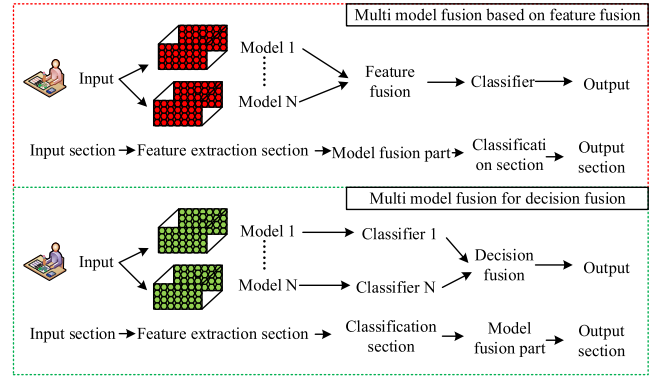 Multi model fusion based on feature fusion
Model 1
Input
Model N
Feature
fusion
Classifier
Output
Input section
Feature extraction section
Model fusion part
Classificati
on section
Output
section
Multi model fusion for decision fusion
Model 1
Classifier 1
Input
Model N
Classifier N
Decision
fusion
Output
Input section
Feature extraction section
Classification
section
Model
fusion part
Output
section